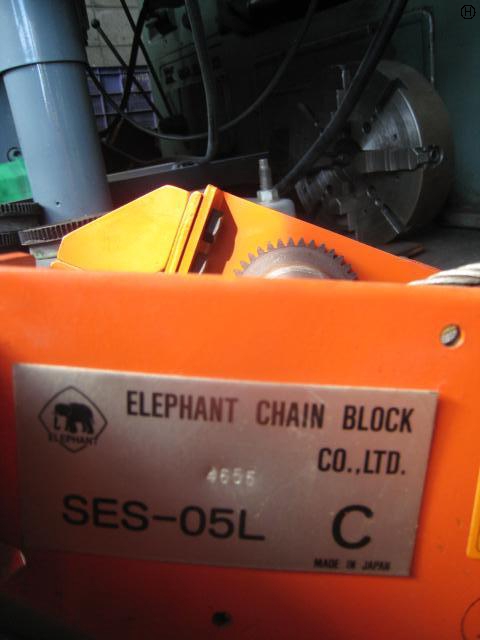 H
ELEPHANT CHAIN BLOCK
CO.,LTD.
ELEPHANT
4655
SES-05L C
MADE IN JAPAN